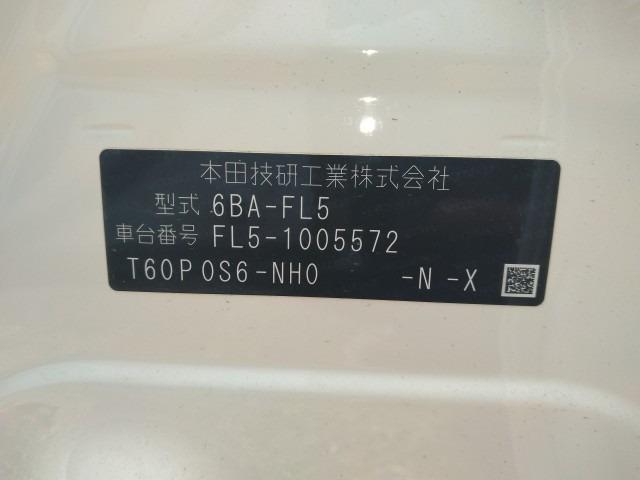 本田技研工業株式会社
型式 6BA-FL5
車台番号 FL5-1005572
T60P0S6-NH0 -N -X